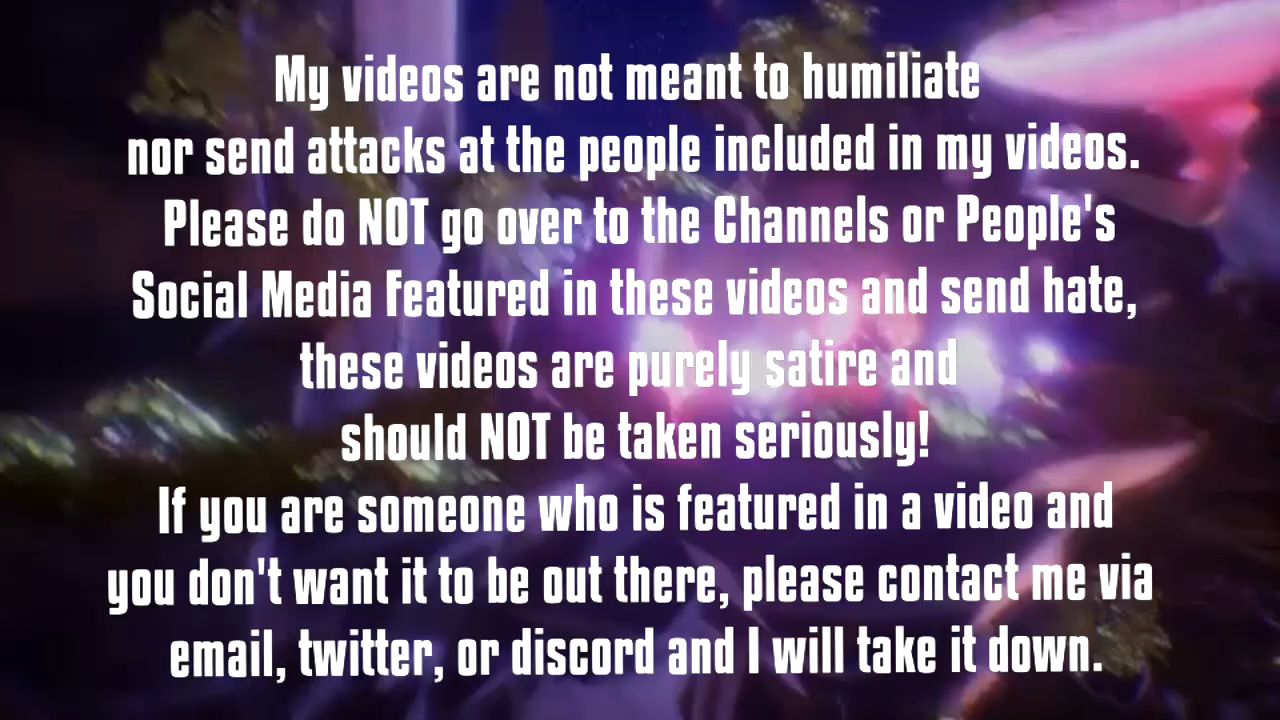 My videos are not meant to humiliate
nor send attacks at the people included in my videos.
Please do NOT go over to the Channels or People's
Social Media Featured in these videos and send hate,
these videos are purely satire and
should NOT be taken seriously!
If you are someone who is featured in a video and
you don't want it to be out there, please contact me via
email, twitter, or discord and I will take it down.